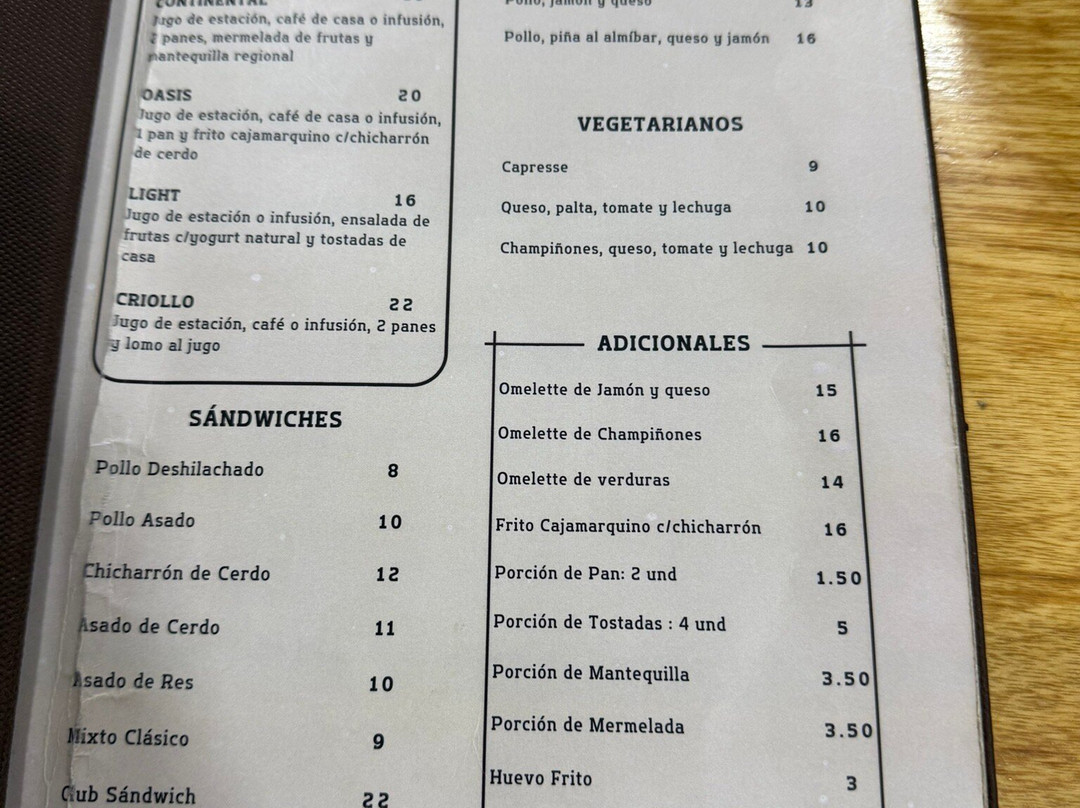 CONTINENTAL
Jugo de estación, café de casa o infusión,
2 panes, mermelada de frutas y
mantequilla regional
OASIS 20
Jugo de estación, café de casa o infusión,
1 pan y frito cajamarquino c/chicharrón
de cerdo
LIGHT 16
Jugo de estación o infusión, ensalada de
frutas c/yogurt natural y tostadas de
casa
CRIOLLO 22
Jugo de estación, café o infusión, 2 panes
y lomo al jugo
SÁNDWICHES
Pollo Deshilachado 8
Pollo Asado 10
Chicharrón de Cerdo 12
Asado de Cerdo 11
Asado de Res 10
Mixto Clásico 9
Club Sándwich 22
Pollo, jamón y queso 13
Pollo, piña al almíbar, queso y jamón 16
VEGETARIANOS
Capresse 9
Queso, palta, tomate y lechuga 10
Champiñones, queso, tomate y lechuga 10
ADICIONALES
Omelette de Jamón y queso 15
Omelette de Champiñones 16
Omelette de verduras 14
Frito Cajamarquino c/chicharrón 16
Porción de Pan: 2 und 1.50
Porción de Tostadas : 4 und 5
Porción de Mantequilla 3.50
Porción de Mermelada 3.50
Huevo Frito 3